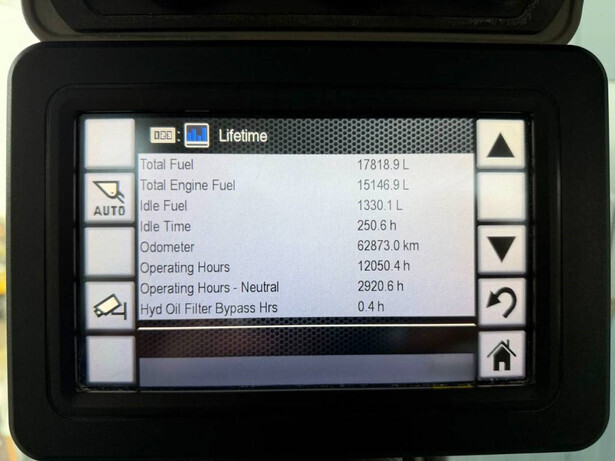 : Lifetime
Total Fuel 17818.9 L
Total Engine Fuel 15146.9 L
Idle Fuel 1330.1 L
AUTO
Idle Time 250.6 h
Odometer 62873.0 km
Operating Hours 12050.4 h
Operating Hours - Neutral 2920.6 h
Hyd Oil Filter Bypass Hrs 0.4 h